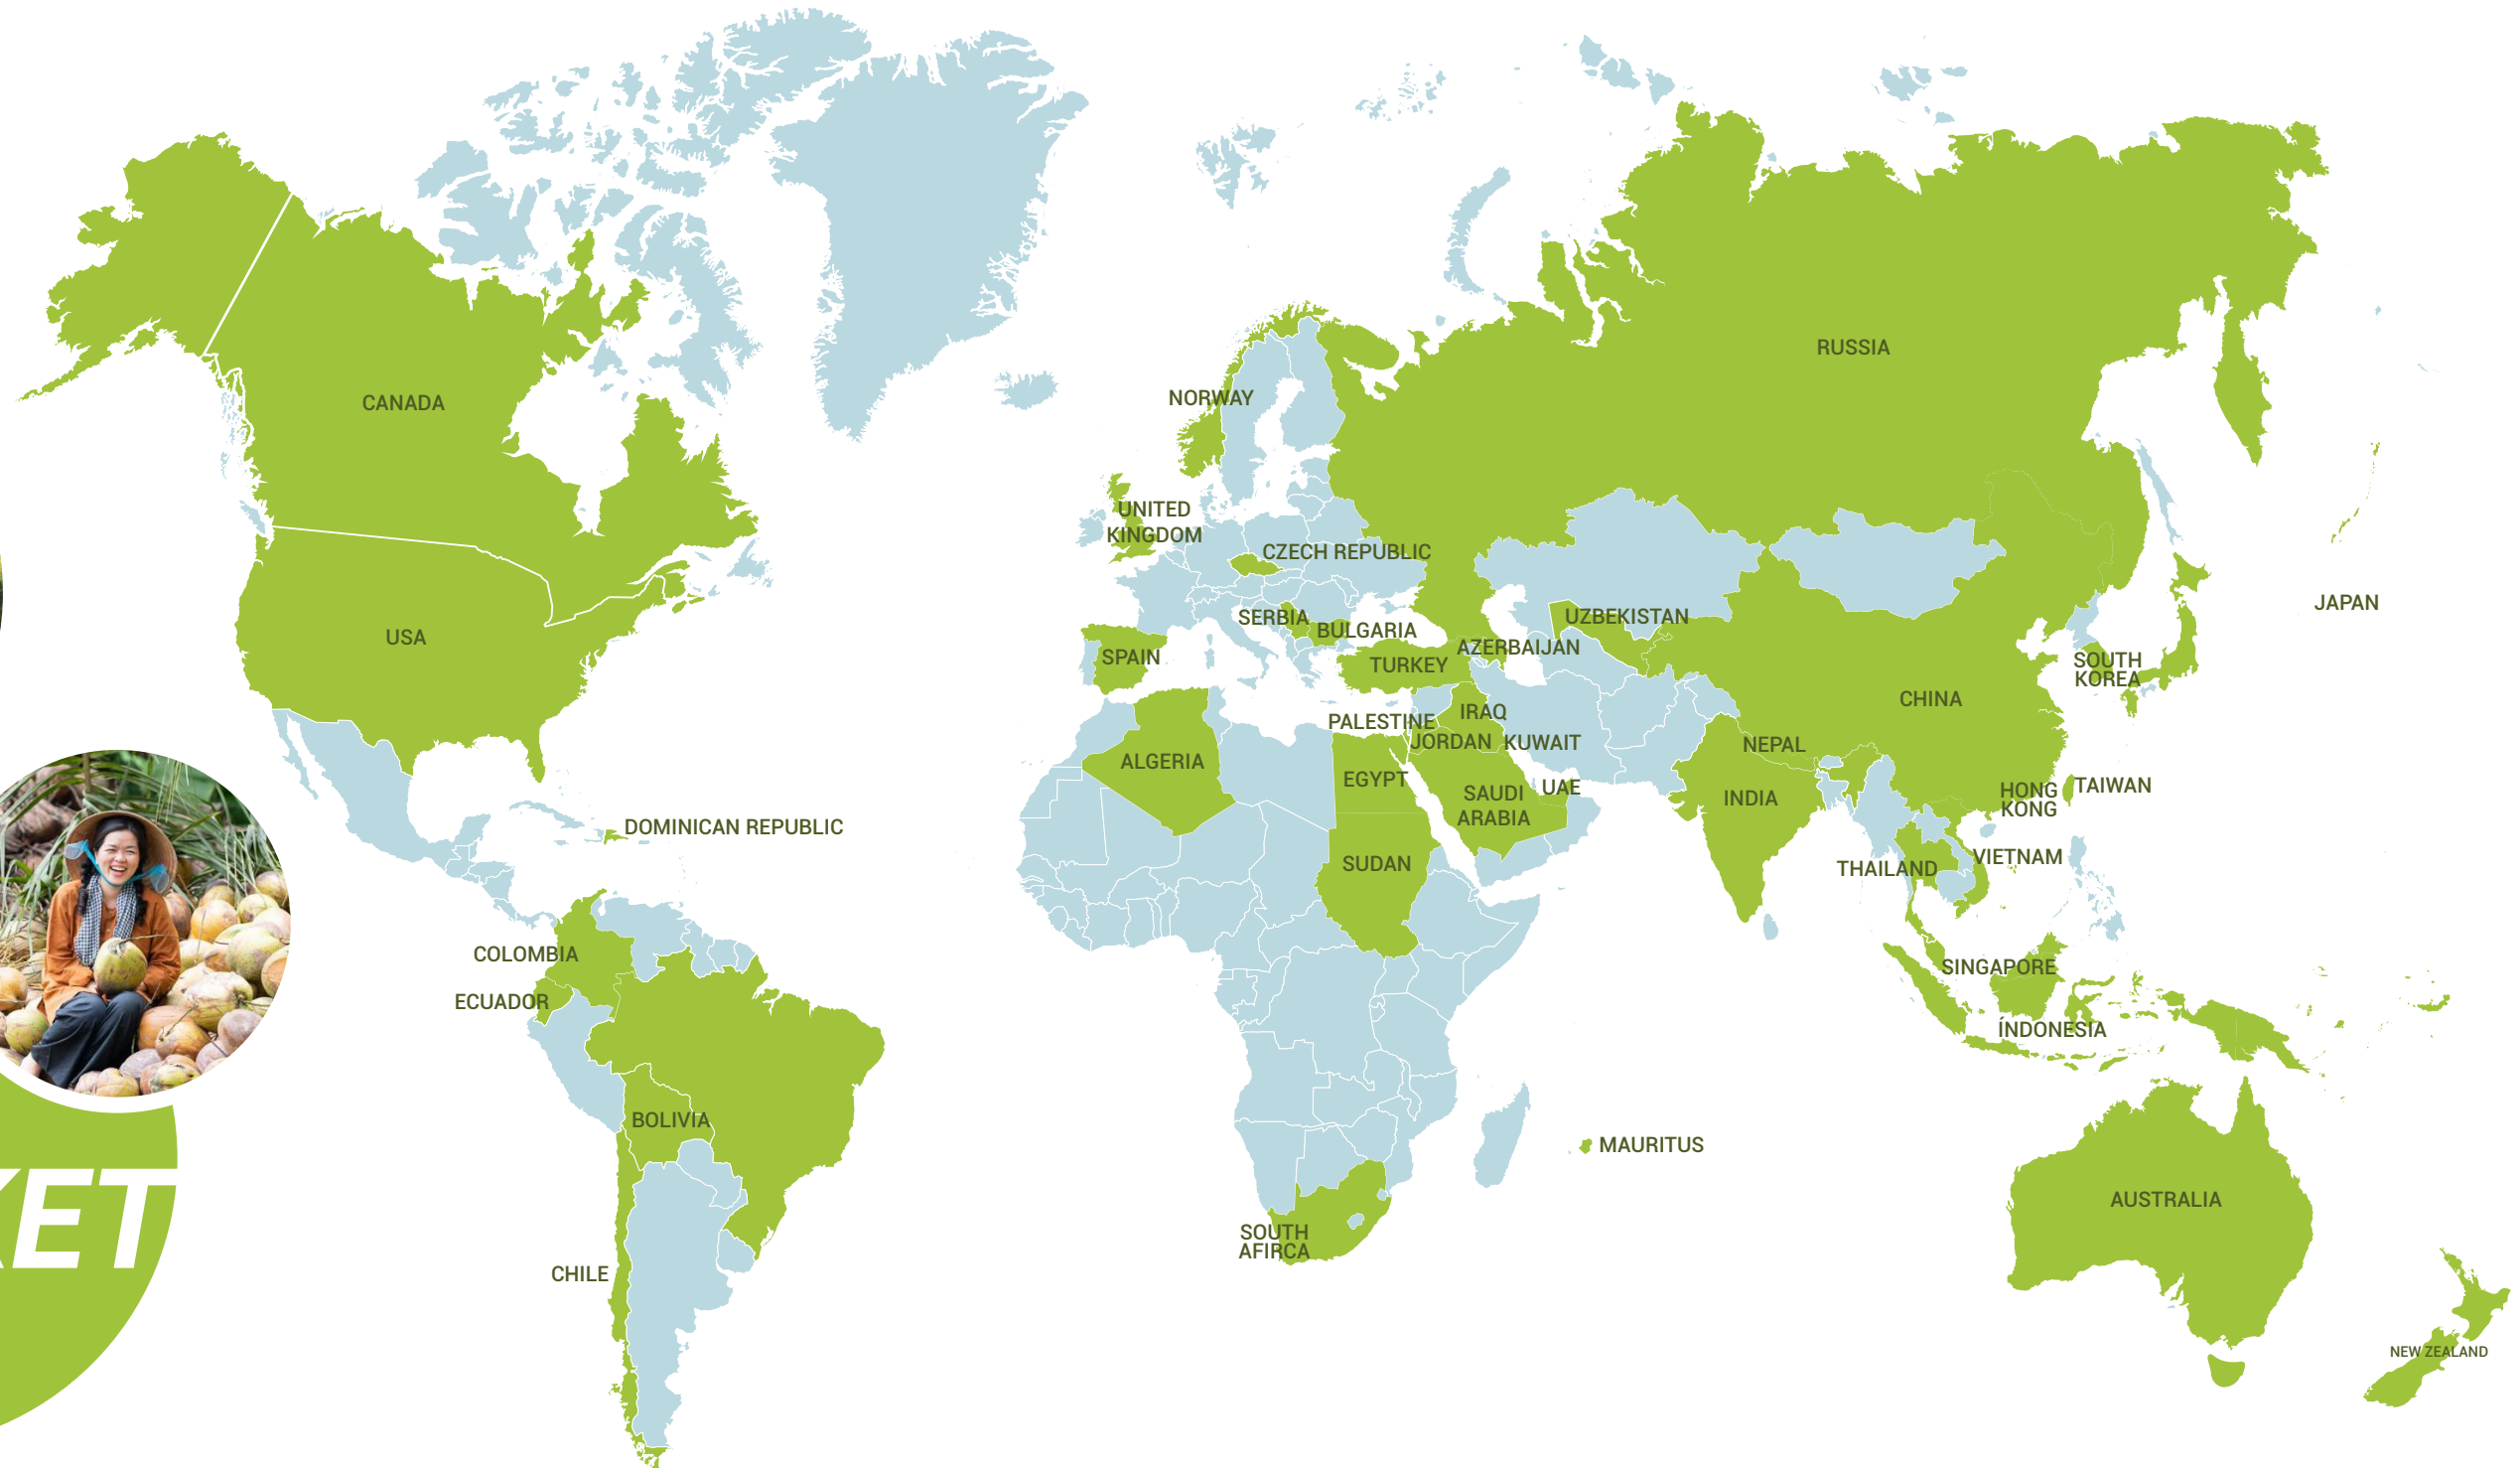 CANADA
USA
DOMINICAN REPUBLIC
COLOMBIA
ECUADOR
BOLIVIA
CHILE
NORWAY
UNITED
KINGDOM
CZECH REPUBLIC
SERBIA
BULGARIA
SPAIN
TURKEY
AZERBAIJAN
UZBEKISTAN
RUSSIA
JAPAN
SOUTH
KOREA
CHINA
PALESTINE
IRAQ
JORDAN
KUWAIT
ALGERIA
EGYPT
SAUDI
ARABIA
UAE
SUDAN
NEPAL
INDIA
HONG
KONG
TAIWAN
THAILAND
VIETNAM
SINGAPORE
ÍNDONESIA
MAURITUS
SOUTH
AFIRCA
AUSTRALIA
NEW ZEALAND